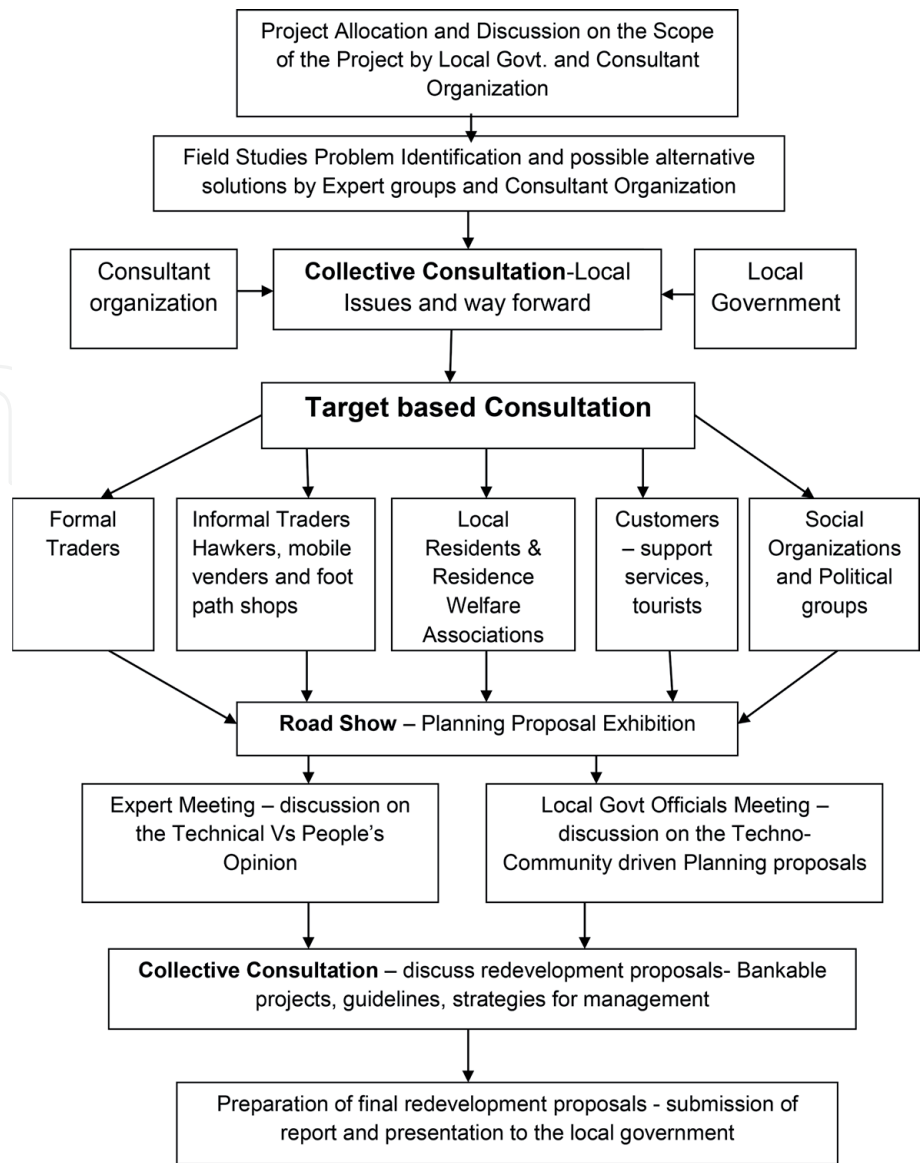 Project Allocation and Discussion on the Scope
of the Project by Local Govt. and Consultant
Organization
Field Studies Problem Identification and possible alternative
solutions by Expert groups and Consultant Organization
Consultant
organization
Collective Consultation-Local
Issues and way forward
Local
Government
Target based Consultation
Formal
Traders
Informal Traders
Hawkers, mobile
venders and foot
path shops
Local
Residents &
Residence
Welfare
Associations
Customers
– support
services,
tourists
Social
Organizations
and Political
groups
Road Show – Planning Proposal Exhibition
Expert Meeting – discussion on
the Technical Vs People’s
Opinion
Local Govt Officials Meeting –
discussion on the Techno-
Community driven Planning proposals
Collective Consultation – discuss redevelopment proposals- Bankable
projects, guidelines, strategies for management
Preparation of final redevelopment proposals - submission of
report and presentation to the local government